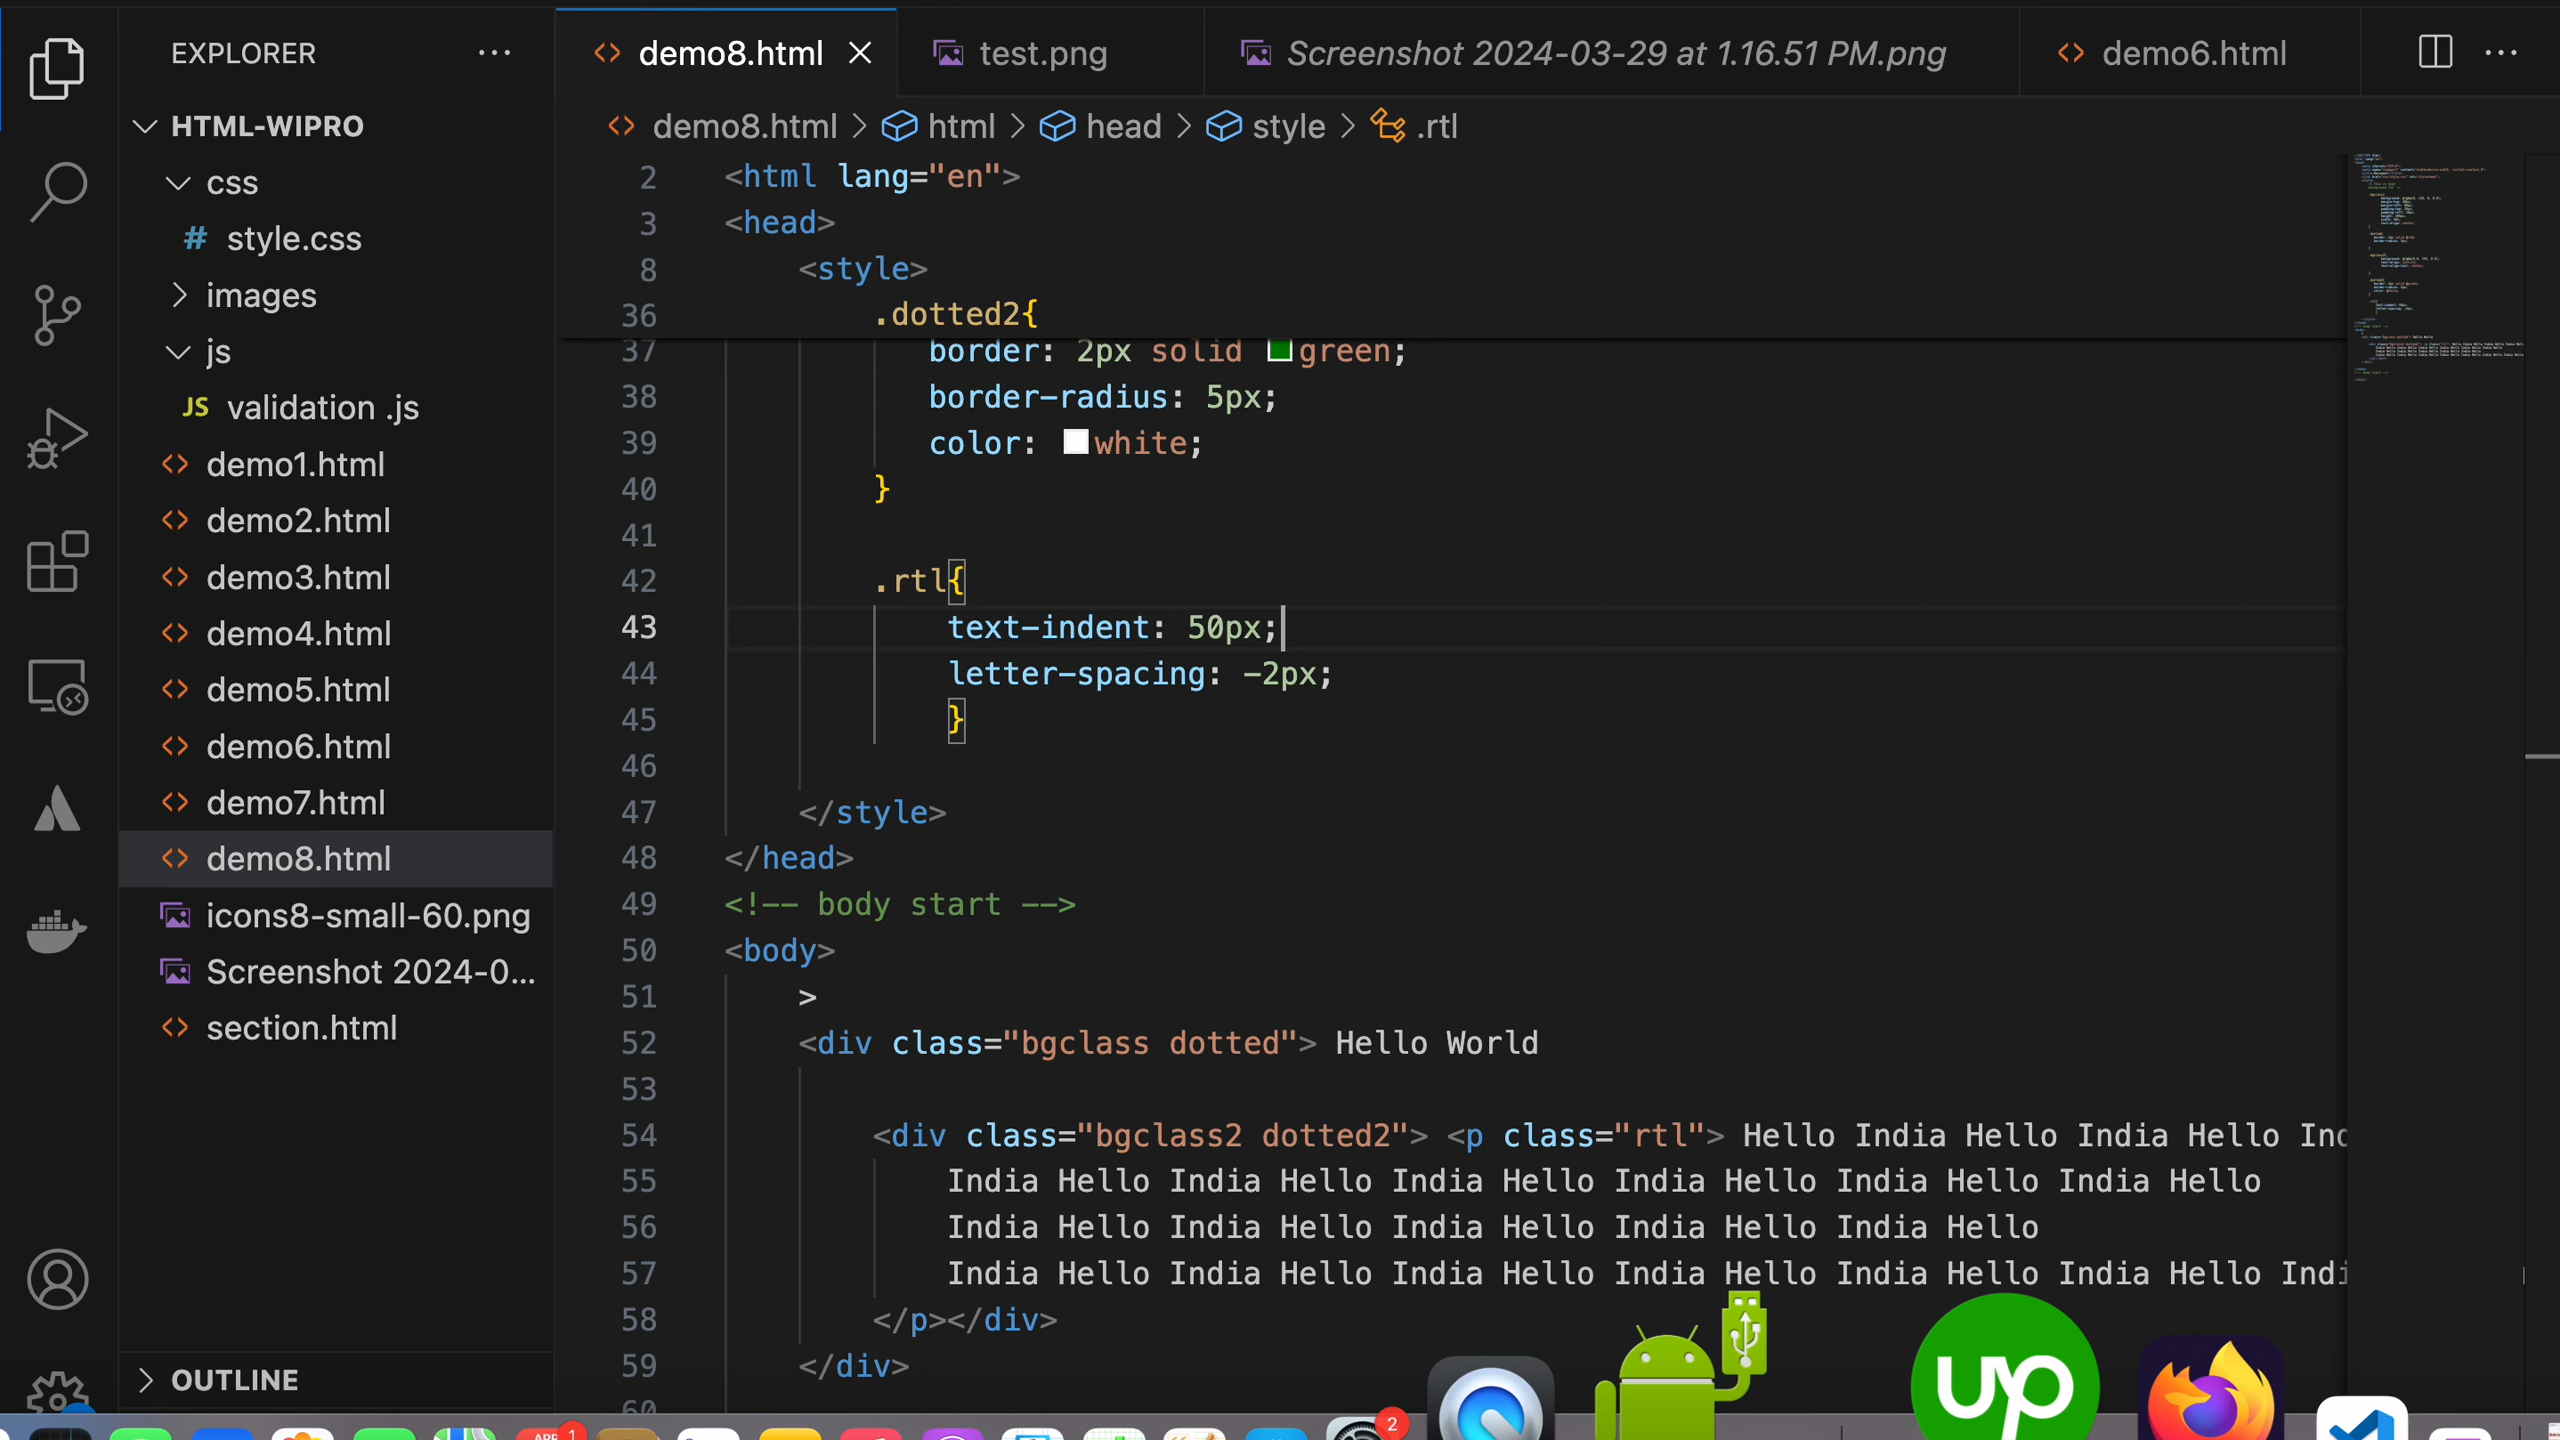 EXPLORER
HTML-WIPRO
css
# style.css
images
js
JS validation .js
demo1.html
demo2.html
demo3.html
demo4.html
demo5.html
demo6.html
demo7.html
demo8.html
icons8-small-60.png
Screenshot 2024-0...
section.html
OUTLINE
demo8.html
test.png
Screenshot 2024-03-29 at 1.16.51 PM.png
demo6.html
demo8.html > html > head > style > .rtl
2 <html lang="en">
3 <head>
8 <style>
36 .dotted2{
37 border: 2px solid green;
38 border-radius: 5px;
39 color: white;
40 }
41
42 .rtl{
43 text-indent: 50px;
44 letter-spacing: -2px;
45 }
46
47 </style>
48 </head>
49 <!-- body start -->
50 <body>
51 >
52 <div class="bgclass dotted"> Hello World
53
54 <div class="bgclass2 dotted2"> <p class="rtl"> Hello India Hello India Hello Ind
55 India Hello India Hello India Hello India Hello India Hello India Hello
56 India Hello India Hello India Hello India Hello India Hello
57 India Hello India Hello India Hello India Hello India Hello India Hello Indi
58 </p></div>
59 </div>
60
up
1
2